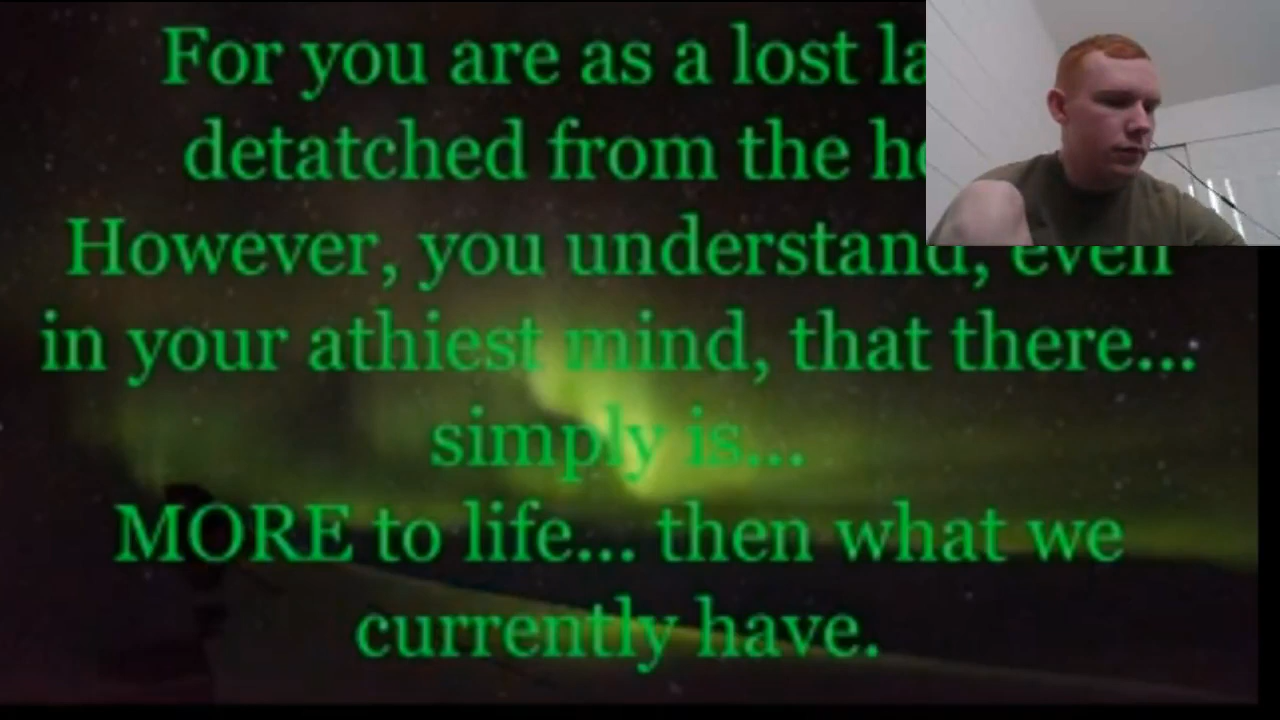 For you are as a lost
detatched from the
However, you understand, even
in your athiest mind, that there...
simply is...
MORE to life... then what we
currently have.